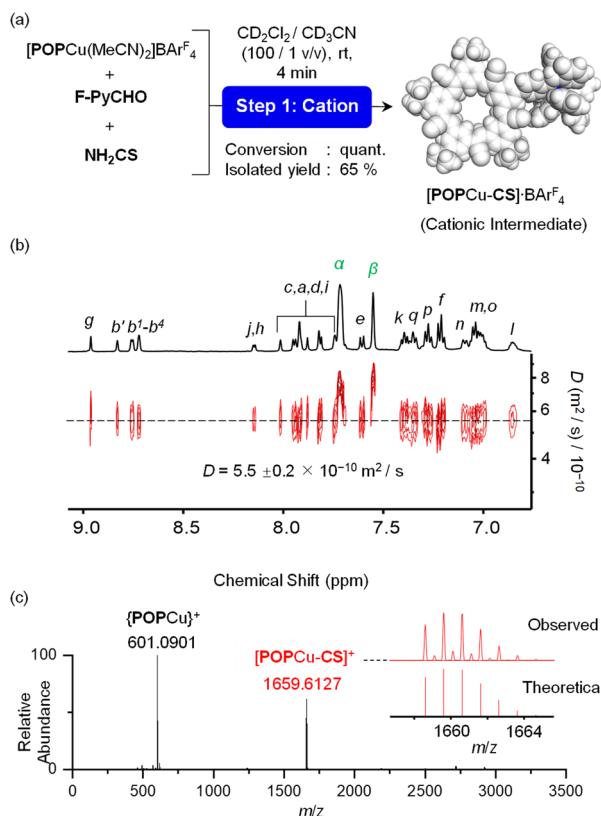 (a)
[POPCu(MeCN)2]BArF4
+
F-PyCHO
+
NH2CS
CD2Cl2 / CD3CN
(100 / 1 v/v), rt,
4 min
Step 1: Cation
Conversion : quant.
Isolated yield : 65 %
[POPCu-CS]·BArF4
(Cationic Intermediate)
(b)
g
b'
b1-b4
j,h
c,a,d,i
α
e
β
k
q
p
f
n
m,o
l
8
6
4
D (m2 / s) / 10-10
D = 5.5 ±0.2 × 10-10 m2 / s
9.0 8.5 8.0 7.5 7.0
Chemical Shift (ppm)
(c)
{POPCu}+
601.0901
[POPCu-CS]+
1659.6127
Observed
Theoretica
1660 1664
m/z
Relative
Abundance
100
50
0
0 500 1000 1500 2000 2500 3000 3500
m/z